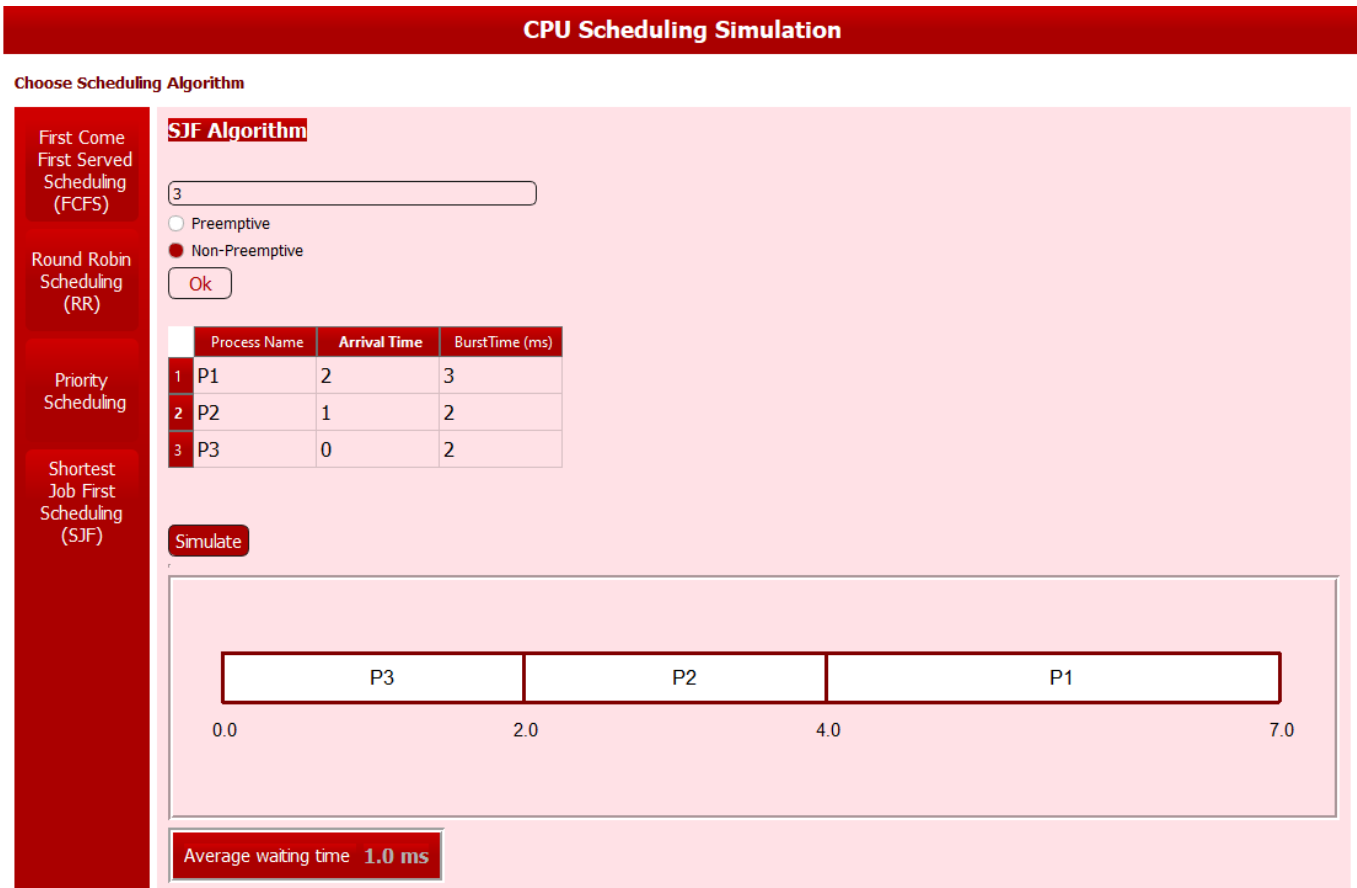 CPU Scheduling Simulation
Choose Scheduling Algorithm
First Come
First Served
Scheduling
(FCFS)
Round Robin
Scheduling
(RR)
Priority
Scheduling
Shortest
Job First
Scheduling
(SJF)
SJF Algorithm
3
Preemptive
Non-Preemptive
Ok
Process Name Arrival Time BurstTime (ms)
1 P1 2 3
2 P2 1 2
3 P3 0 2
Simulate
P3 P2 P1
0.0 2.0 4.0 7.0
Average waiting time 1.0 ms